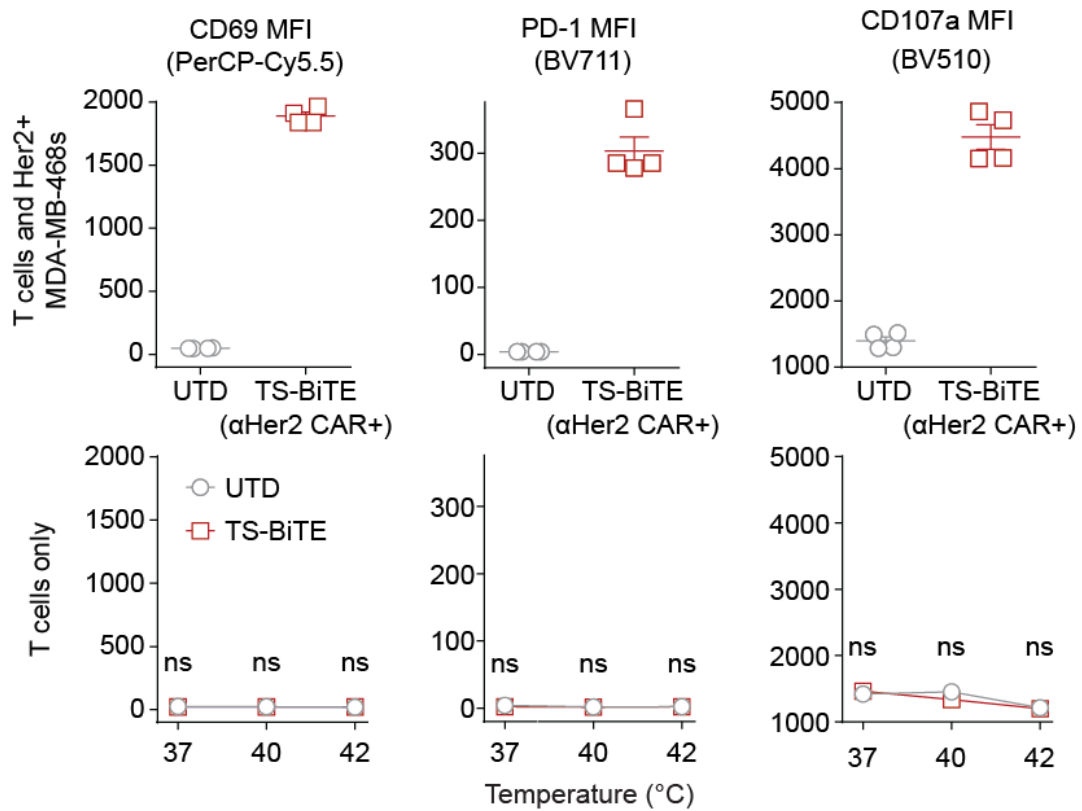 CD69 MFI
(PerCP-Cy5.5)
PD-1 MFI
(BV711)
CD107a MFI
(BV510)
T cells and Her2+
MDA-MB-468s
2000
1500
1000
500
0
300
200
100
0
5000
4000
3000
2000
1000
UTD TS-BiTE
(αHer2 CAR+)
UTD TS-BiTE
(αHer2 CAR+)
UTD TS-BiTE
(αHer2 CAR+)
T cells only
2000
1500
1000
500
0
UTD
TS-BiTE
ns ns ns
37 40 42
300
200
100
0
ns ns ns
37 40 42
5000
4000
3000
2000
1000
ns ns ns
37 40 42
Temperature (°C)